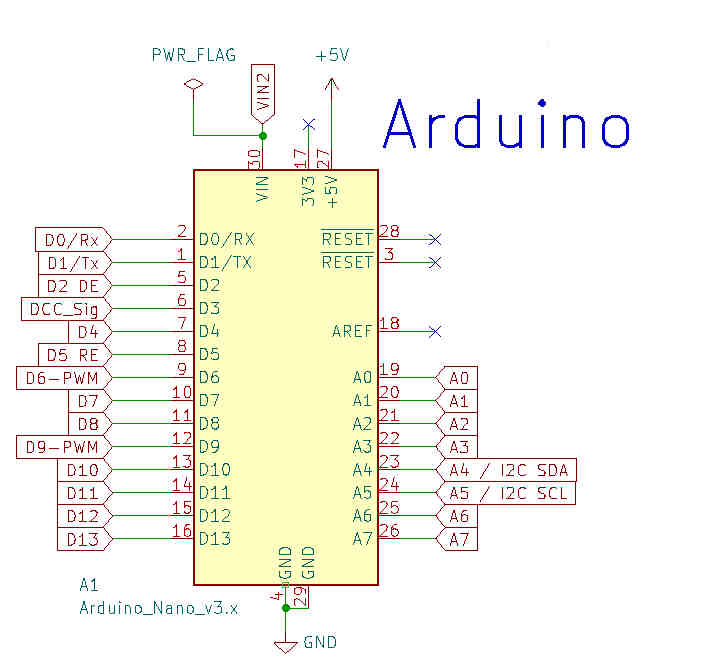 PWR_FLAG +5V
VIN2
Arduino
30 17 27
VIN 3V3 +5V
D0/Rx 2 D0/RX RESET 28
D1/Tx 1 D1/TX RESET 3
D2 DE 5 D2
DCC_Sig 6 D3
D4 7 D4 AREF 18
D5 RE 8 D5
D6-PWM 9 D6 A0 19 A0
D7 10 D7 A1 20 A1
D8 11 D8 A2 21 A2
D9-PWM 12 D9 A3 22 A3
D10 13 D10 A4 23 A4 / I2C SDA
D11 14 D11 A5 24 A5 / I2C SCL
D12 15 D12 A6 25 A6
D13 16 D13 A7 26 A7
GND GND
4 29
A1
Arduino_Nano_v3.x
GND